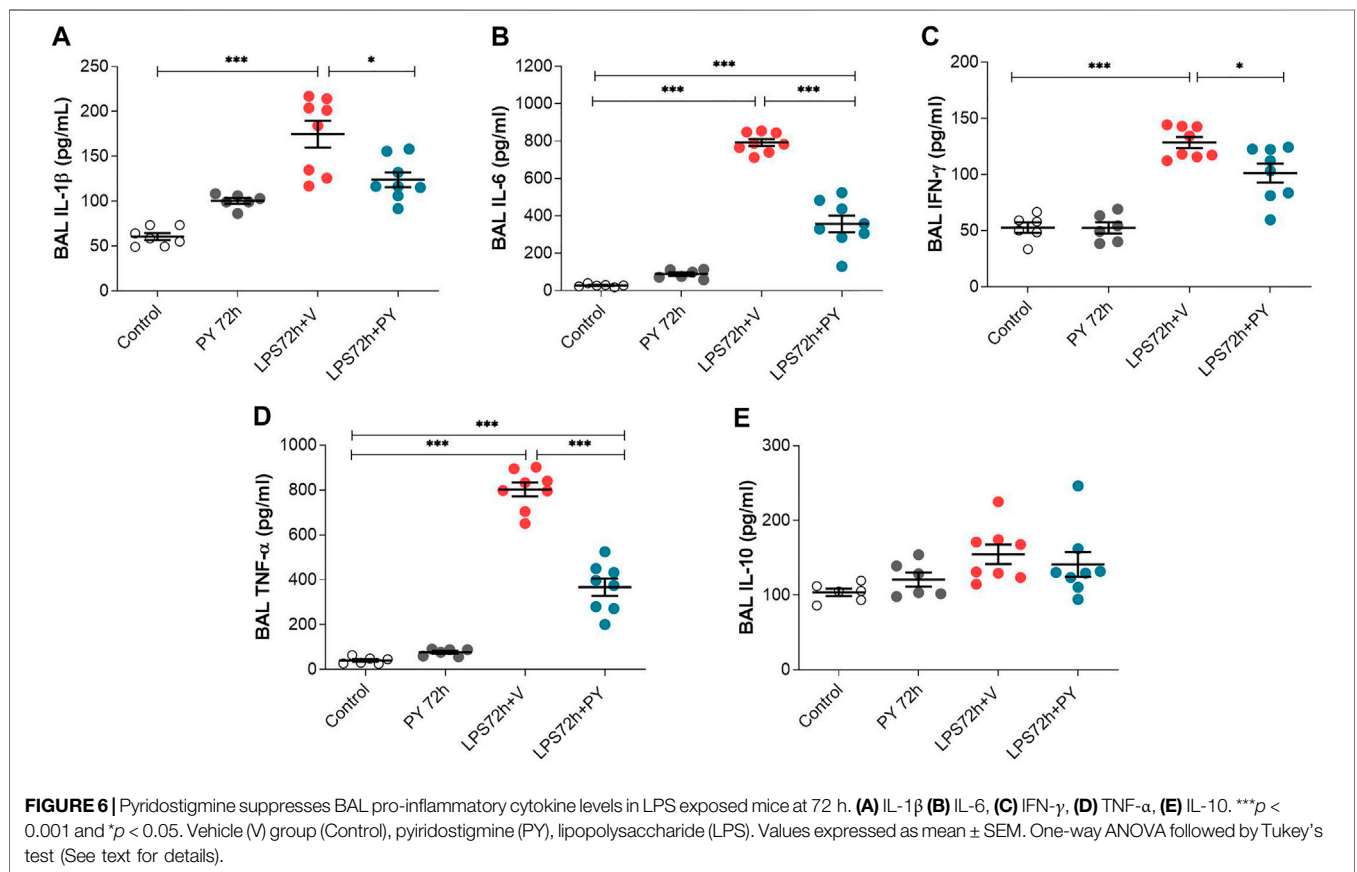 A
***
*
BAL IL-1β (pg/mL)
250
200
150
100
50
0
Control
PY 72h
LPS72h+V
LPS72h+PY
B
***
***
***
BAL IL-6 (pg/ml)
1000
800
600
400
200
0
Control
PY 72h
LPS72h+V
LPS72h+PY
C
***
*
BAL IFN-γ (pg/ml)
200
150
100
50
0
Control
PY 72h
LPS72h+V
LPS72h+PY
D
***
***
***
BAL TNF-α (pg/ml)
1000
800
600
400
200
0
Control
PY 72h
LPS72h+V
LPS72h+PY
E
BAL IL-10 (pg/ml)
300
200
100
0
Control
PY 72h
LPS72h+V
LPS72h+PY
FIGURE 6 | Pyridostigmine suppresses BAL pro-inflammatory cytokine levels in LPS exposed mice at 72 h. (A) IL-1β (B) IL-6, (C) IFN-γ, (D) TNF-α, (E) IL-10. ***p <
0.001 and *p < 0.05. Vehicle (V) group (Control), pyiridostigmine (PY), lipopolysaccharide (LPS). Values expressed as mean ± SEM. One-way ANOVA followed by Tukey's
test (See text for details).